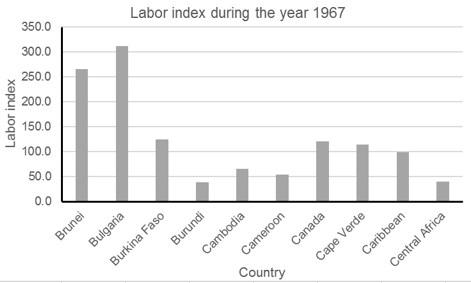 Labor index during the year 1967
350.0
300.0
250.0
200.0
150.0
100.0
50.0
0.0
Labor index
Brunei
Bulgaria
Burkina Faso
Burundi
Cambodia
Cameroon
Canada
Cape Verde
Caribbean
Central Africa
Country